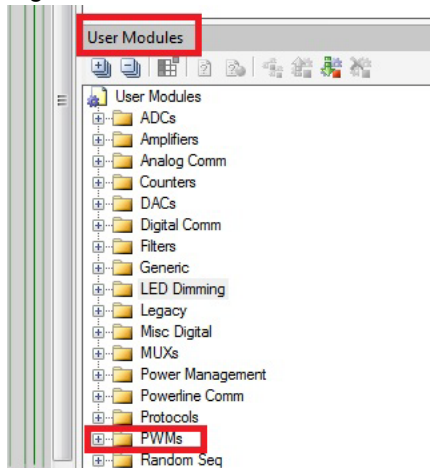 User Modules
User Modules
ADCs
Amplifiers
Analog Comm
Counters
DACs
Digital Comm
Filters
Generic
LED Dimming
Legacy
Misc Digital
MUXs
Power Management
Powerline Comm
Protocols
PWMs
Random Seq